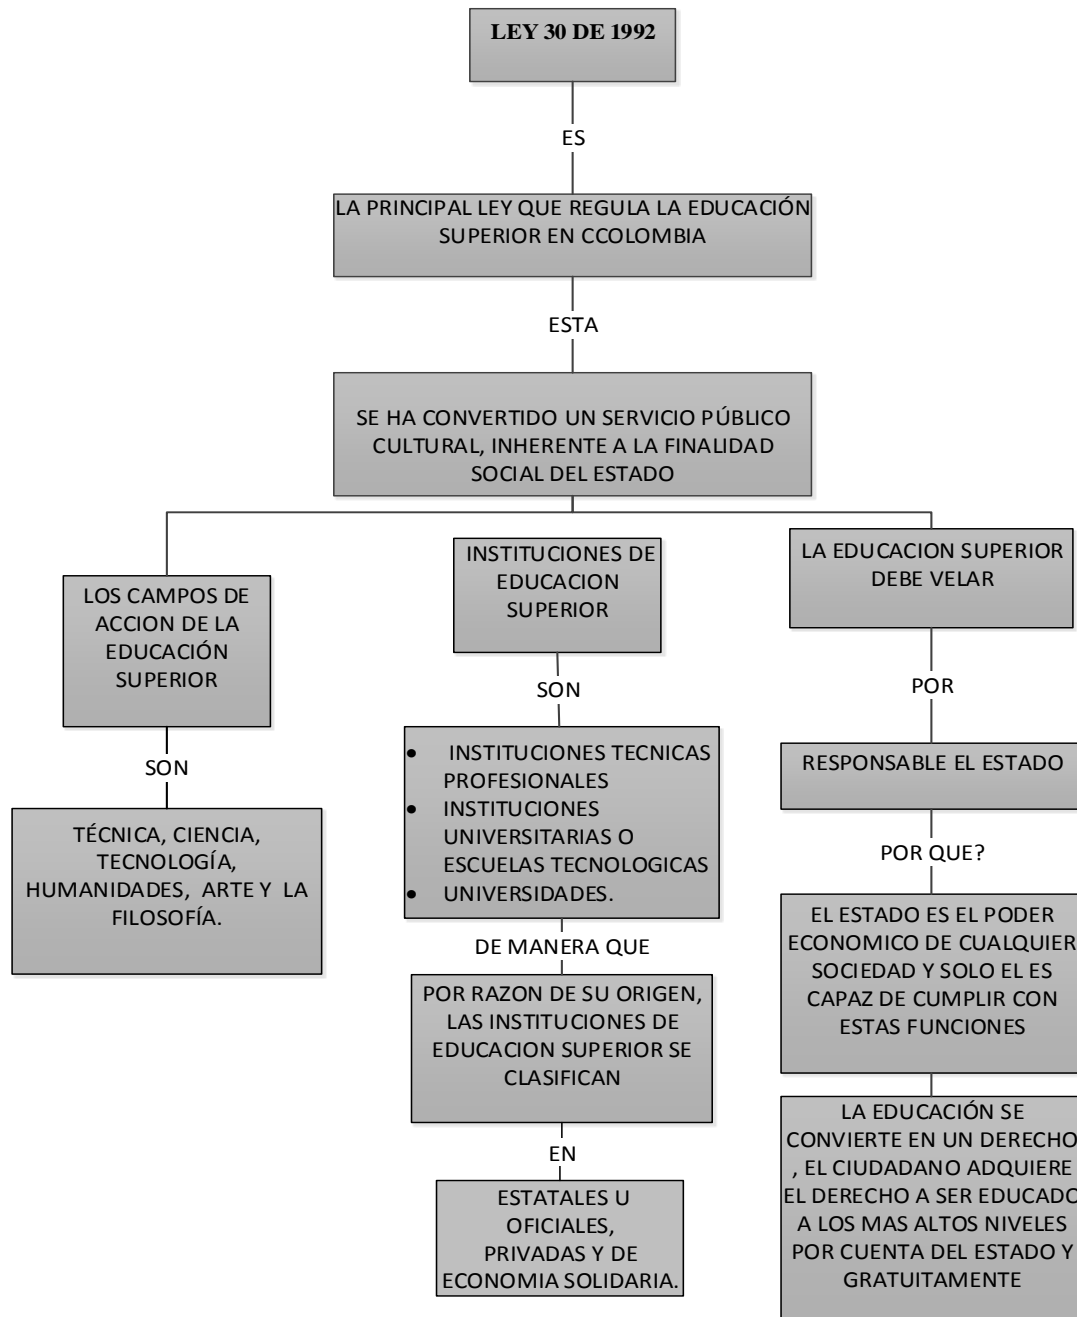 LEY 30 DE 1992
ES
LA PRINCIPAL LEY QUE REGULA LA EDUCACIÓN
SUPERIOR EN CCOLOMBIA
ESTA
SE HA CONVERTIDO UN SERVICIO PÚBLICO
CULTURAL, INHERENTE A LA FINALIDAD
SOCIAL DEL ESTADO
LOS CAMPOS DE
ACCION DE LA
EDUCACIÓN
SUPERIOR
SON
TÉCNICA, CIENCIA,
TECNOLOGÍA,
HUMANIDADES, ARTE Y LA
FILOSOFÍA.
INSTITUCIONES DE
EDUCACION
SUPERIOR
SON
• INSTITUCIONES TECNICAS
PROFESIONALES
• INSTITUCIONES
UNIVERSITARIAS O
ESCUELAS TECNOLOGICAS
• UNIVERSIDADES.
DE MANERA QUE
POR RAZON DE SU ORIGEN,
LAS INSTITUCIONES DE
EDUCACION SUPERIOR SE
CLASIFICAN
EN
ESTATALES U
OFICIALES,
PRIVADAS Y DE
ECONOMIA SOLIDARIA.
LA EDUCACION SUPERIOR
DEBE VELAR
POR
RESPONSABLE EL ESTADO
POR QUE?
EL ESTADO ES EL PODER
ECONOMICO DE CUALQUIER
SOCIEDAD Y SOLO EL ES
CAPAZ DE CUMPLIR CON
ESTAS FUNCIONES
LA EDUCACIÓN SE
CONVIERTE EN UN DERECHO
, EL CIUDADANO ADQUIERE
EL DERECHO A SER EDUCADO
A LOS MAS ALTOS NIVELES
POR CUENTA DEL ESTADO Y
GRATUITAMENTE